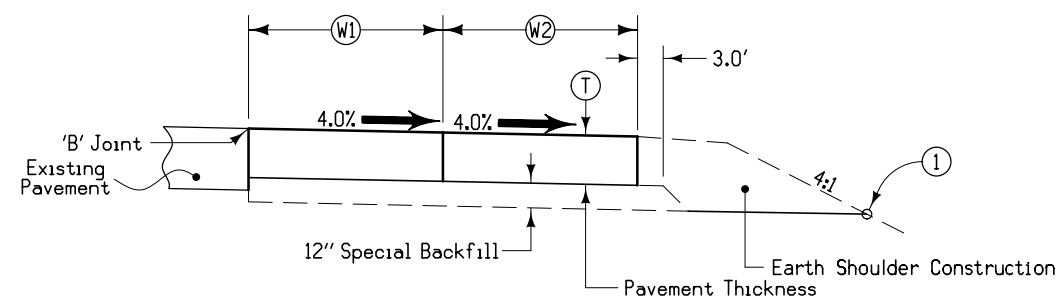 W1
W2
3.0'
T
4.0%
4.0%
'B' Joint
Existing
Pavement
4:1
1
12" Special Backfill
Earth Shoulder Construction
Pavement Thickness